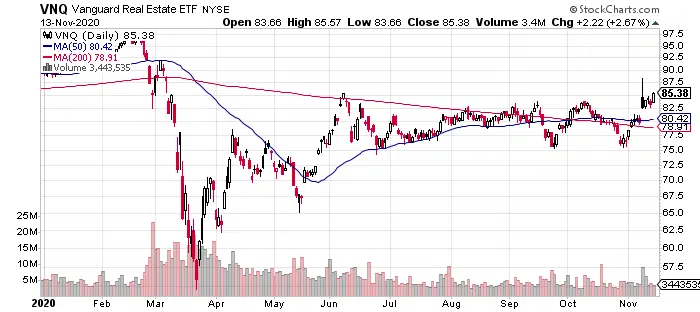 VNQ Vanguard Real Estate ETF NYSE © StockCharts.com
13-Nov-2020 Open 83.66 High 85.57 Low 83.66 Close 85.38 Volume 3.4M Chg +2.22 (+2.67%)
VNQ (Daily) 85.38
MA(50) 80.42
MA(200) 78.91
Volume 3,443,535
97.5
95.0
92.5
90.0
87.5
85.38
82.5
80.42
78.91
77.5
75.0
72.5
70.0
67.5
65.0
62.5
60.0
57.5
55.0
25M
20M
15M
10M
5M
3443535
2020 Feb Mar Apr May Jun Jul Aug Sep Oct Nov